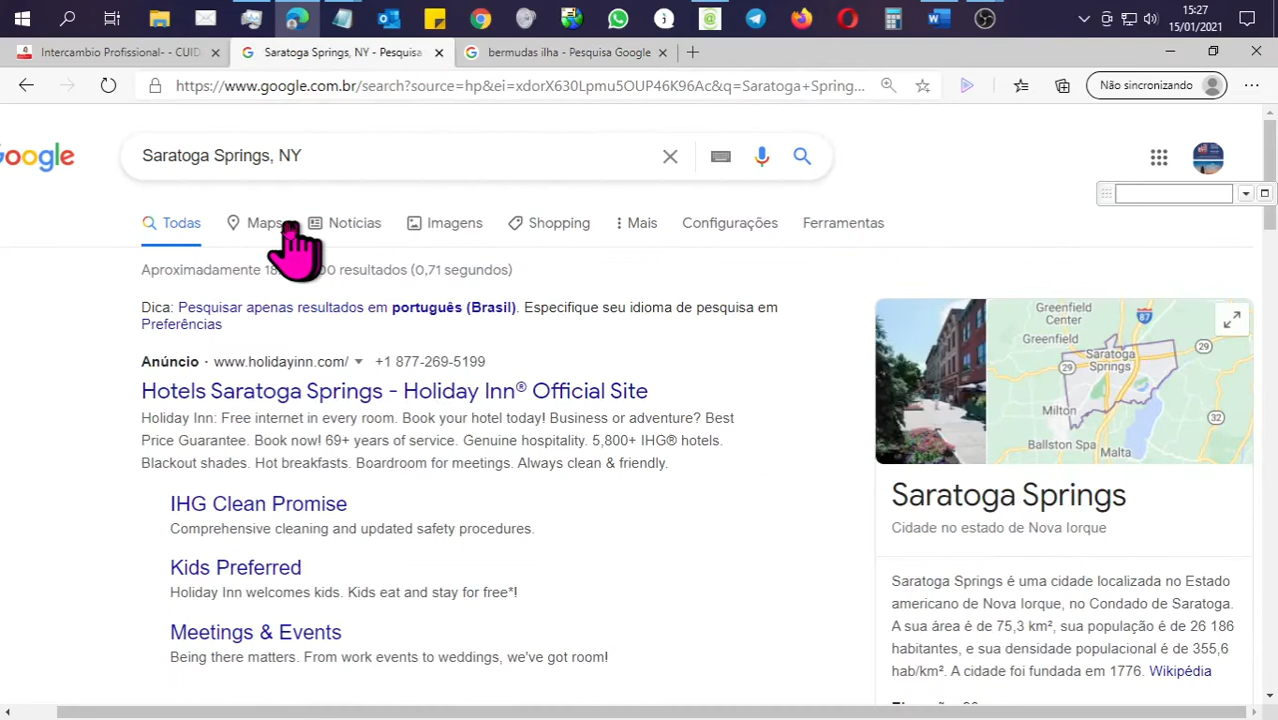 15:27
15/01/2021
Intercambio Profissional- - CUID
Saratoga Springs, NY - Pesquisa
bermudas ilha - Pesquisa Google
https://www.google.com.br/search?source=hp&ei=xdorX630Lpmu5OUP46K96Ac&q=Saratoga+Spring...
Não sincronizando
oogle
Saratoga Springs, NY
Todas
Maps
Notícias
Imagens
Shopping
Mais
Configurações
Ferramentas
Aproximadamente resultados (0,71 segundos)
Dica: Pesquisar apenas resultados em português (Brasil). Especifique seu idioma de pesquisa em
Preferências
Anúncio · www.holidayinn.com/ +1 877-269-5199
Hotels Saratoga Springs - Holiday Inn® Official Site
Holiday Inn: Free internet in every room. Book your hotel today! Business or adventure? Best
Price Guarantee. Book now! 69+ years of service. Genuine hospitality. 5,800+ IHG® hotels.
Blackout shades. Hot breakfasts. Boardroom for meetings. Always clean & friendly.
IHG Clean Promise
Comprehensive cleaning and updated safety procedures.
Kids Preferred
Holiday Inn welcomes kids. Kids eat and stay for free*!
Meetings & Events
Being there matters. From work events to weddings, we've got room!
Greenfield
Center
87
Greenfield
29
Saratoga
Springs
29
Milton
32
Ballston Spa
Malta
Saratoga Springs
Cidade no estado de Nova Iorque
Saratoga Springs é uma cidade localizada no Estado
americano de Nova Iorque, no Condado de Saratoga.
A sua área é de 75,3 km², sua população é de 26 186
habitantes, e sua densidade populacional é de 355,6
hab/km². A cidade foi fundada em 1776. Wikipédia